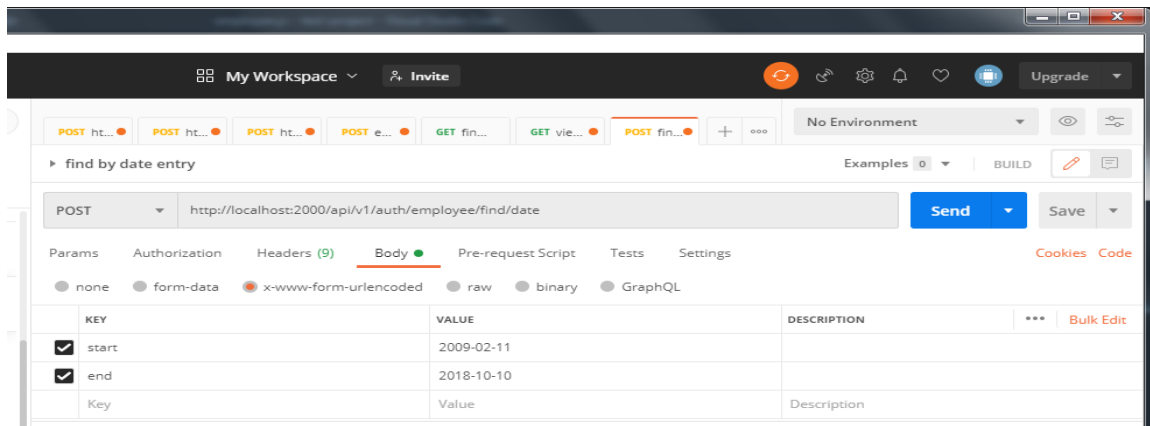 My Workspace Invite Upgrade
POST ht... POST ht... POST ht... POST e... GET fin... GET vie... POST fin... No Environment
find by date entry Examples 0 BUILD
POST http://localhost:2000/api/v1/auth/employee/find/date Send Save
Params Authorization Headers (9) Body Pre-request Script Tests Settings Cookies Code
none form-data x-www-form-urlencoded raw binary GraphQL
KEY VALUE DESCRIPTION ••• Bulk Edit
start 2009-02-11
end 2018-10-10
Key Value Description